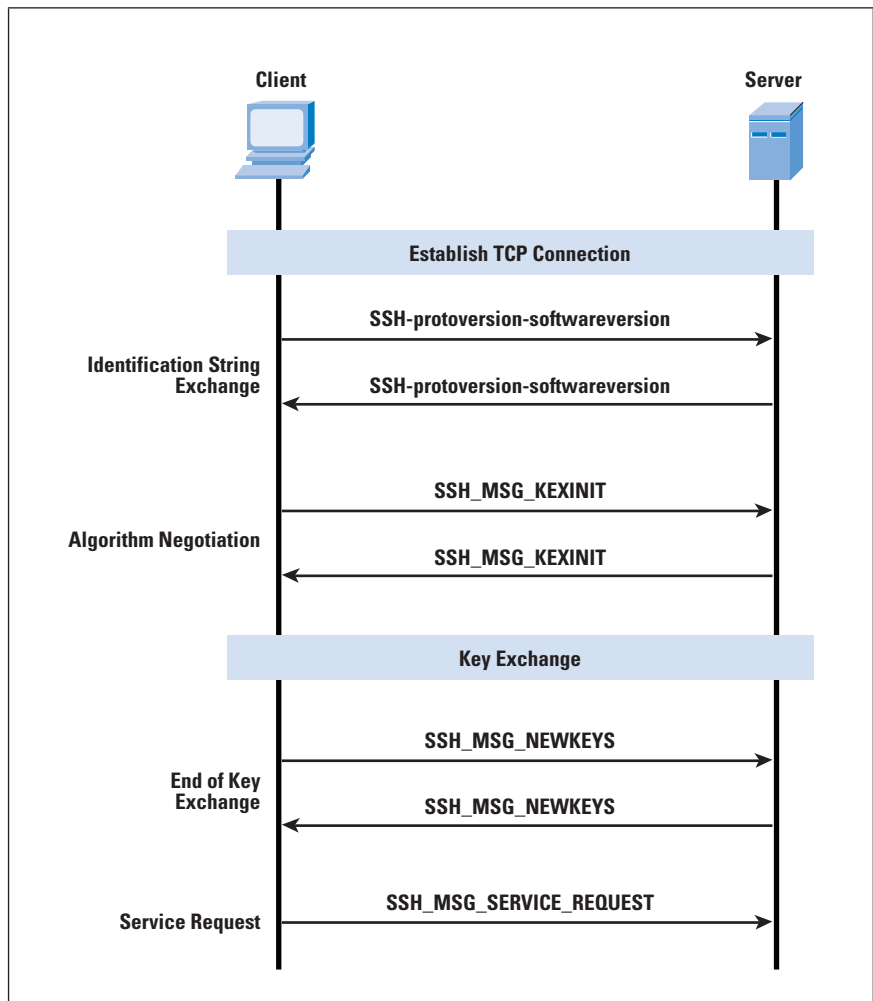 Client
Server
Establish TCP Connection
SSH-protoversion-softwareversion
Identification String
Exchange
SSH-protoversion-softwareversion
SSH_MSG_KEXINIT
Algorithm Negotiation
SSH_MSG_KEXINIT
Key Exchange
SSH_MSG_NEWKEYS
End of Key
Exchange
SSH_MSG_NEWKEYS
SSH_MSG_SERVICE_REQUEST
Service Request